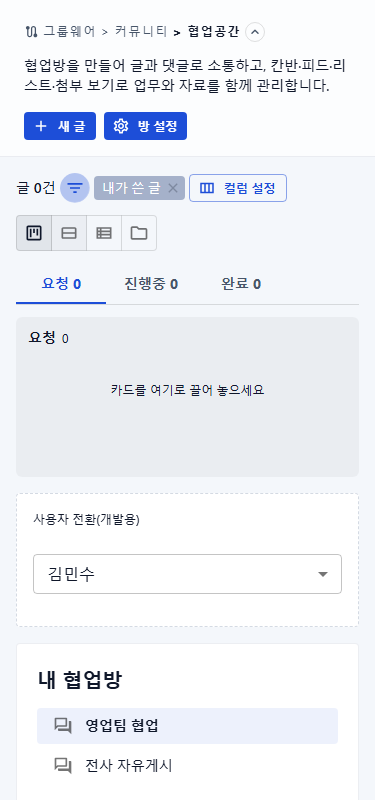 그룹웨어 > 커뮤니티 > 협업공간
협업방을 만들어 글과 댓글로 소통하고, 칸반·피드·리
스트·첨부 보기로 업무와 자료를 함께 관리합니다.
새 글 방 설정
글 0건 내가 쓴 글 컬럼 설정
요청 0 진행중 0 완료 0
요청 0
카드를 여기로 끌어 놓으세요
사용자 전환(개발용)
김민수
내 협업방
영업팀 협업
전사 자유게시